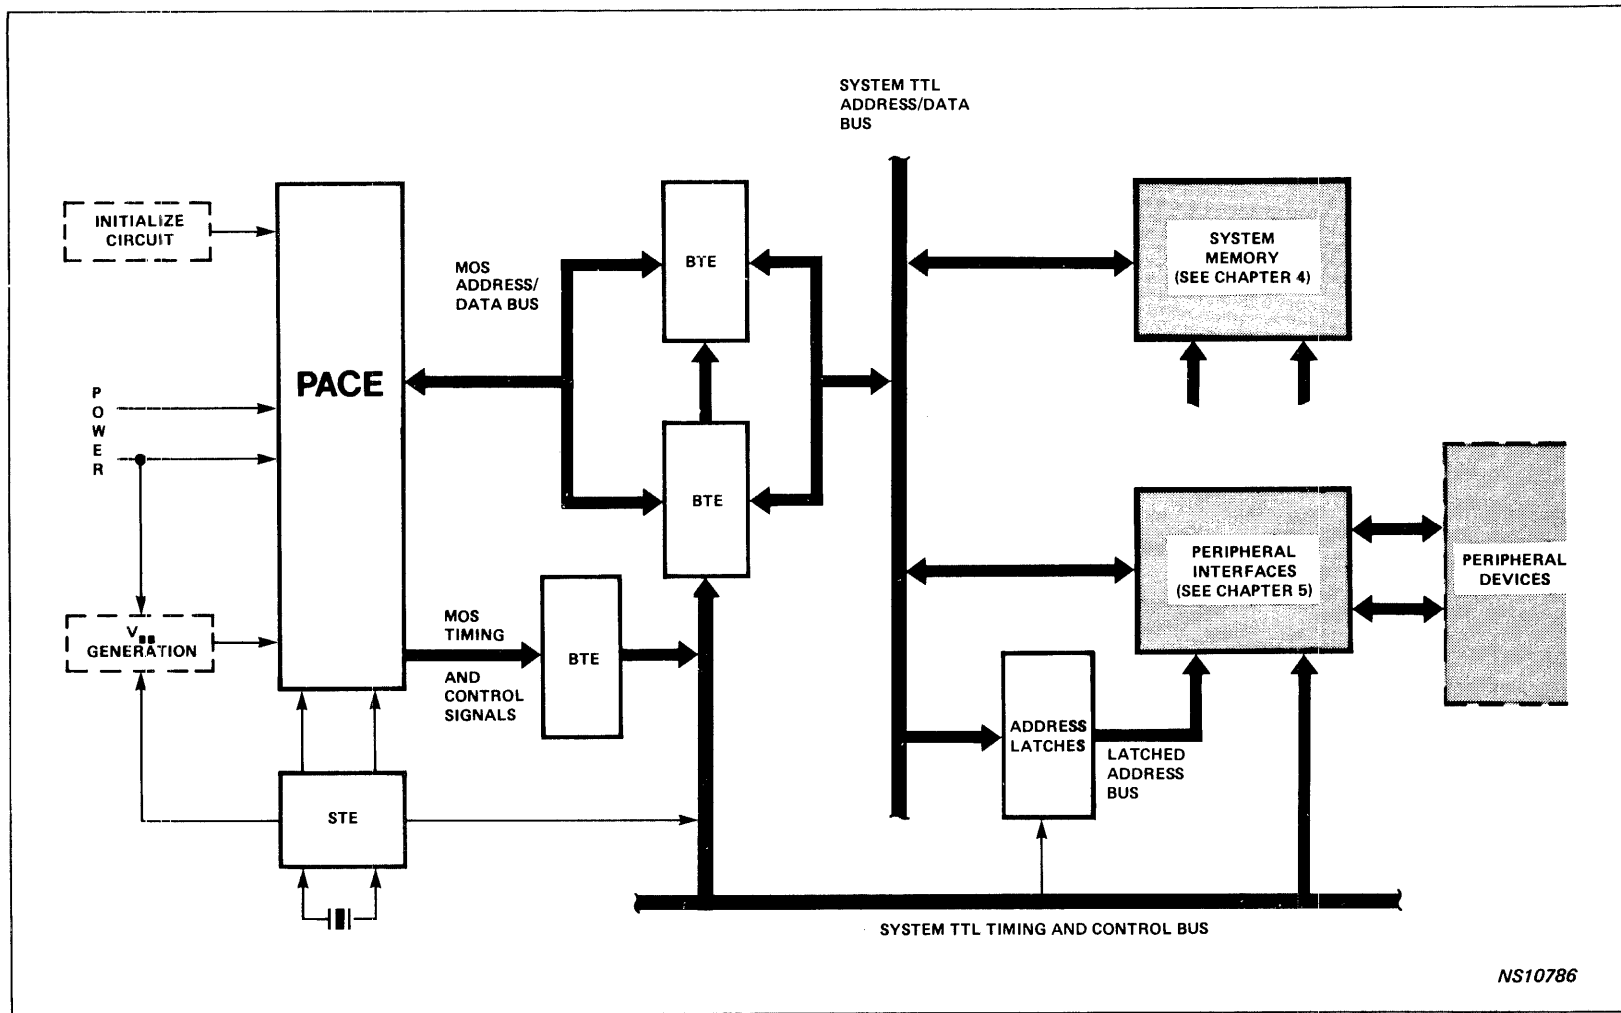 SYSTEM TTL
ADDRESS/DATA
BUS
INITIALIZE
CIRCUIT
MOS
ADDRESS/
DATA BUS
BTE
SYSTEM
MEMORY
(SEE CHAPTER 4)
PACE
POWER
BTE
PERIPHERAL
INTERFACES
(SEE CHAPTER 5)
PERIPHERAL
DEVICES
V
GENERATION
MOS
TIMING
AND
CONTROL
SIGNALS
BTE
ADDRESS
LATCHES
LATCHED
ADDRESS
BUS
STE
SYSTEM TTL TIMING AND CONTROL BUS
NS10786